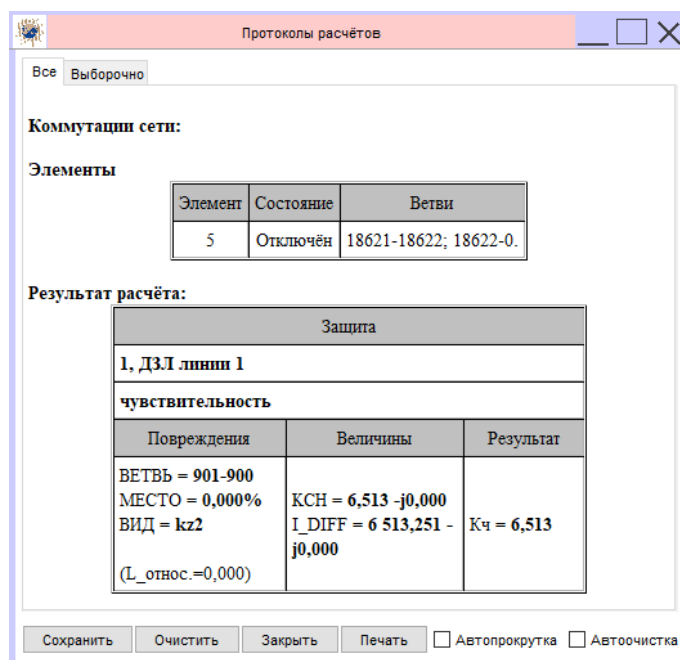 Протоколы расчётов
Все Выборочно
Коммутации сети:
Элементы
Элемент Состояние Ветви
5 Отключён 18621-18622; 18622-0.
Результат расчёта:
Защита
1, ДЗЛ линии 1
чувствительность
Повреждения Величины Результат
ВЕТВЬ = 901-900
МЕСТО = 0,000%
ВИД = kz2
(L_относ.=0,000)
КСН = 6,513 -j0,000
I_DIFF = 6 513,251 -
j0,000
Кч = 6,513
Сохранить Очистить Закрыть Печать Автопрокрутка Автоочистка